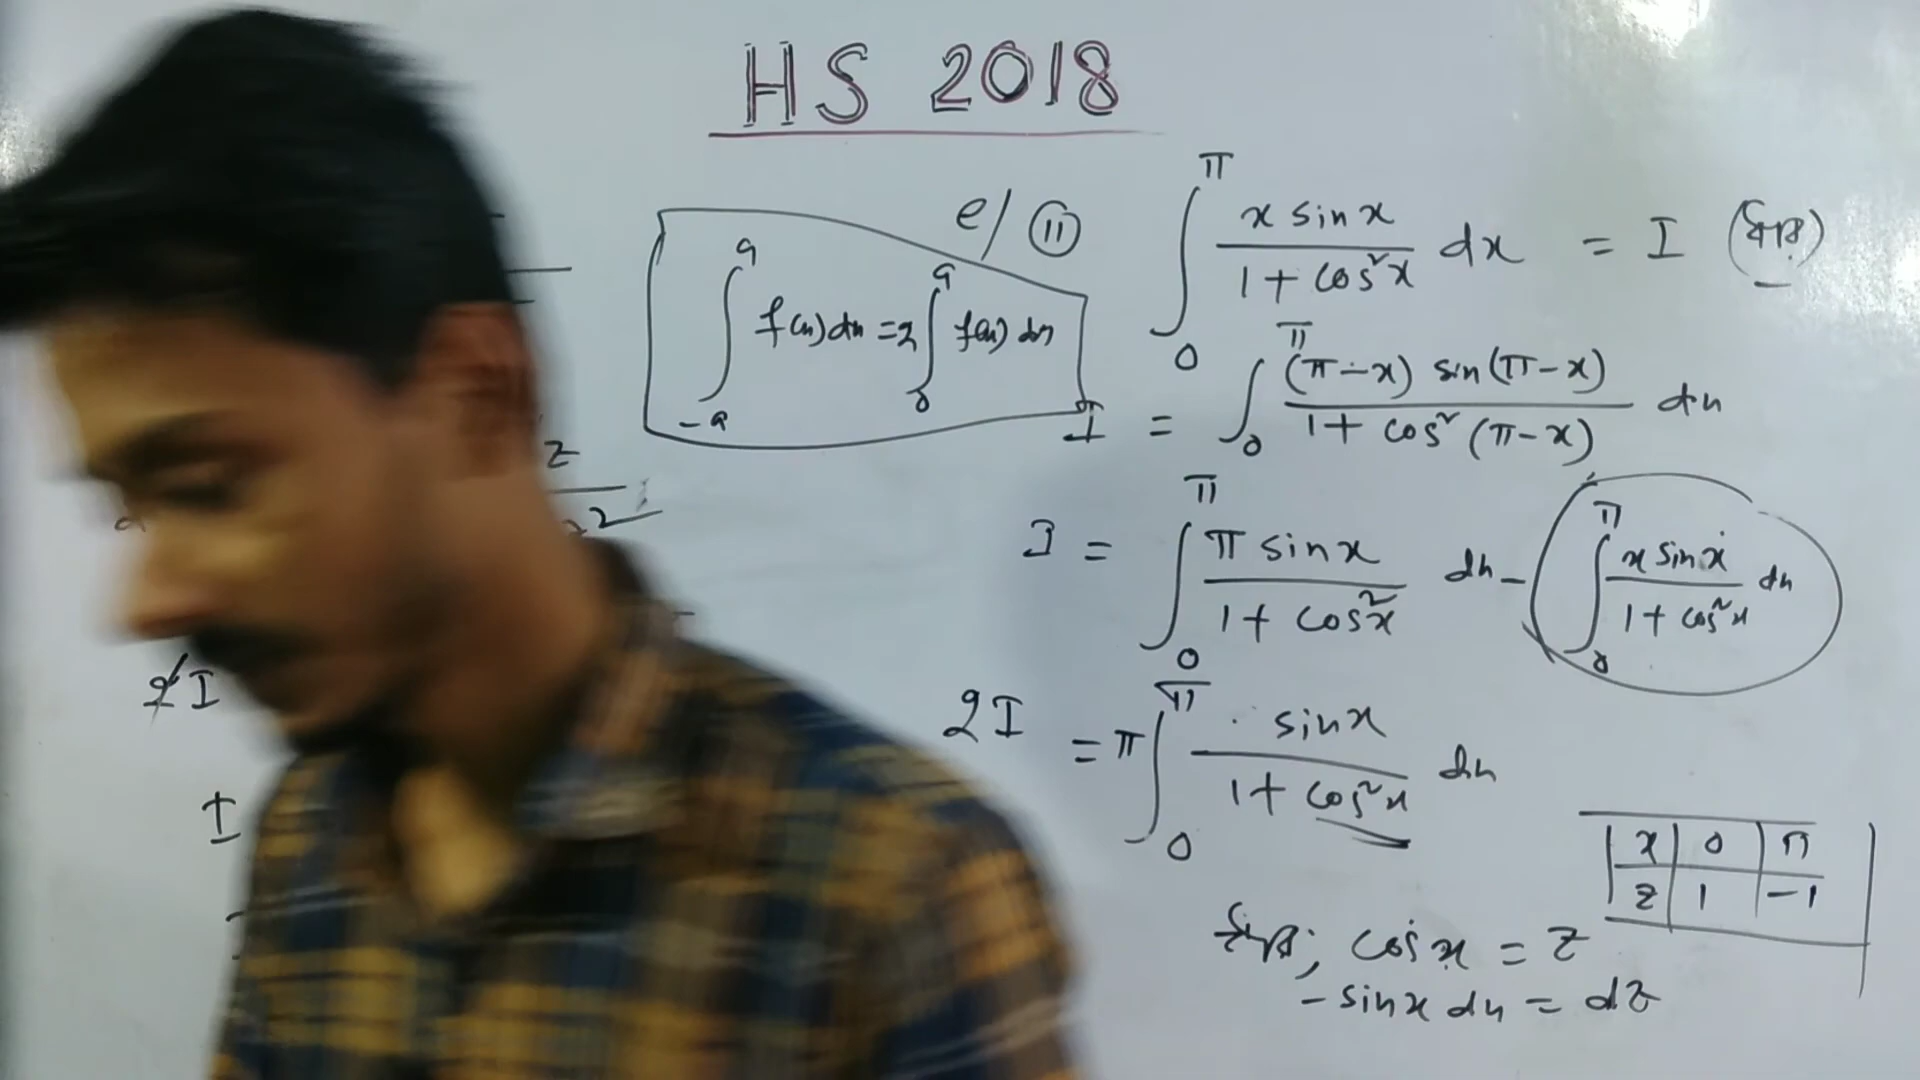 HS 2018
e/ (11) ∫₀^π x sin x / 1 + cos²x dx = I (ধরি)
∫₋ₐ^a f(x)dx = 2 ∫₀^a f(x) dx
I = ∫₀^π (π - x) sin (π - x) / 1 + cos² (π - x) dx
I = ∫₀^π π sin x / 1 + cos²x dx - ∫₀^π x sin x / 1 + cos²x dx
2I = π ∫₀^π sin x / 1 + cos²x dx
x | 0 | π
z | 1 | -1
ধরি, cos x = z
- sin x dx = dz
z
2I
I